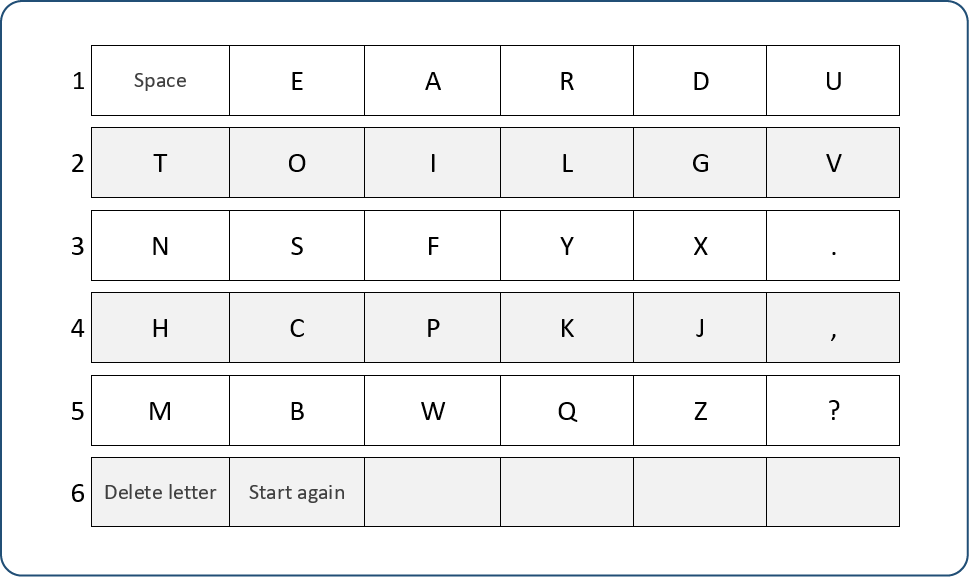 1 Space E A R D U
2 T O I L G V
3 N S F Y X .
4 H C P K J ,
5 M B W Q Z ?
6 Delete letter Start again